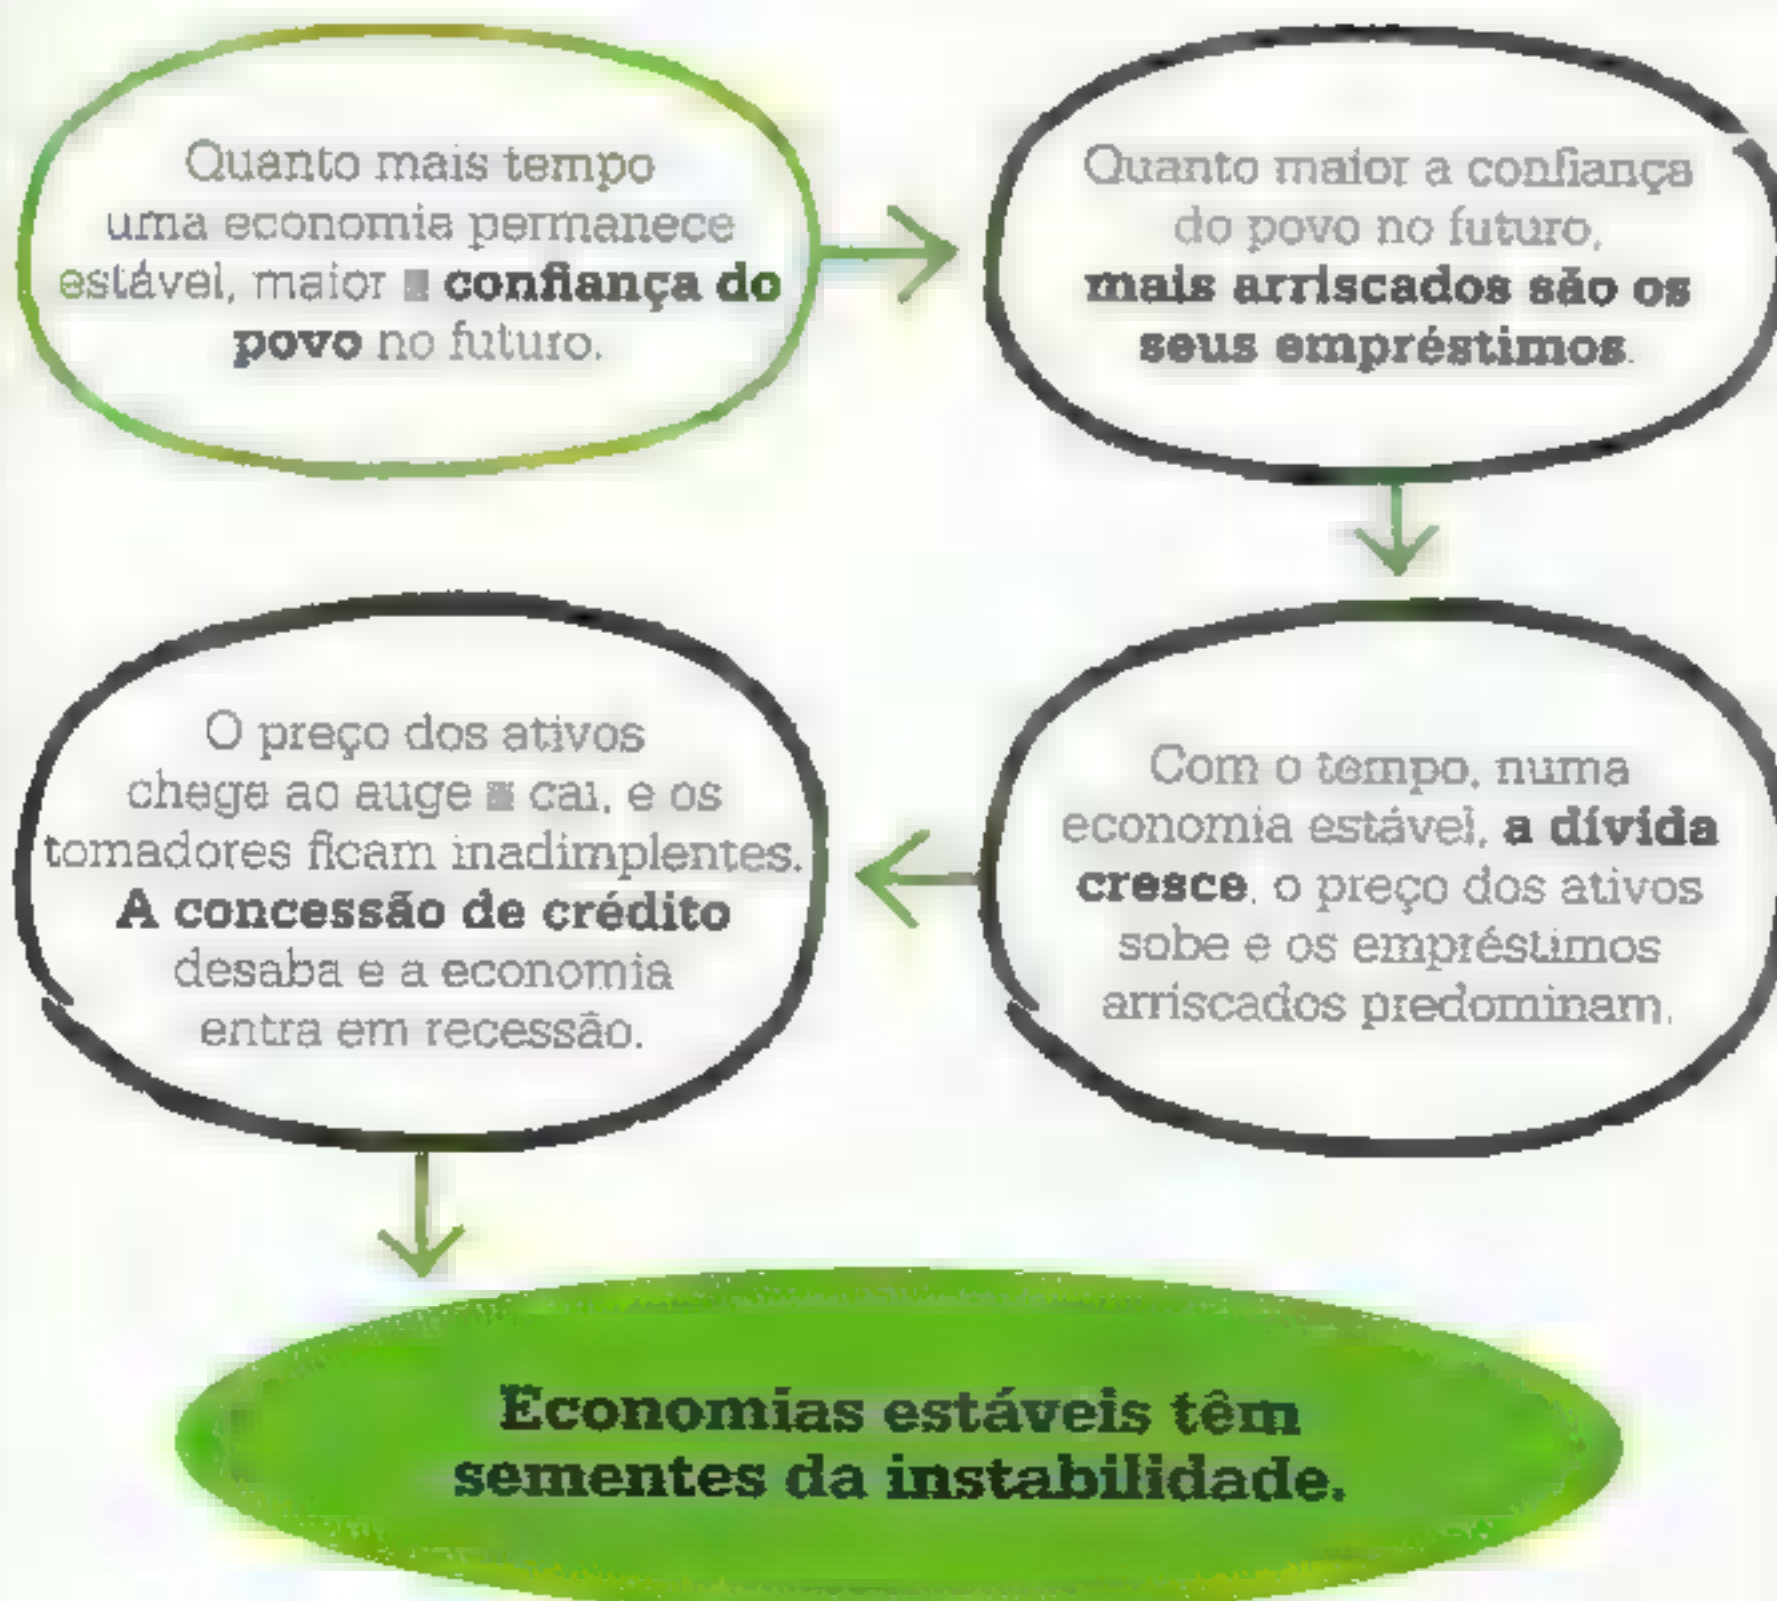 Quanto mais tempo
uma economia permanece
estável, maior confiança do
povo no futuro.
Quanto maior a confiança
do povo no futuro,
mais arriscados são os
seus empréstimos.
Com o tempo, numa
economia estável, a dívida
cresce, o preço dos ativos
sobe e os empréstimos
arriscados predominam.
O preço dos ativos
chega ao auge cai, e os
tomadores ficam inadimplentes.
A concessão de crédito
desaba e a economia
entra em recessão.
Economias estáveis têm
sementes da instabilidade.